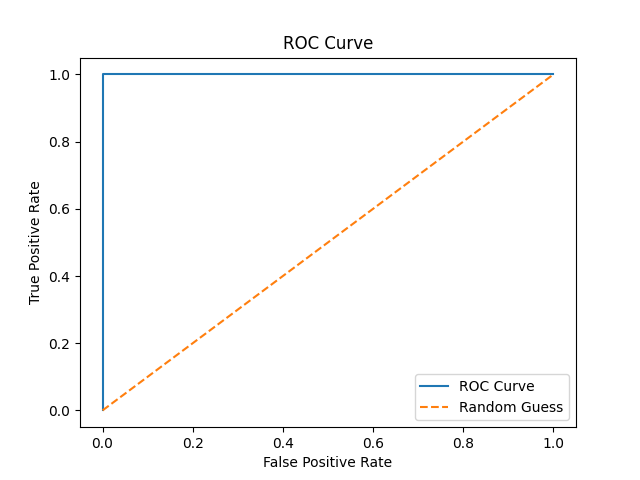 ROC Curve
1.0
0.8
0.6
0.4
0.2
0.0
True Positive Rate
0.0 0.2 0.4 0.6 0.8 1.0
False Positive Rate
ROC Curve
Random Guess